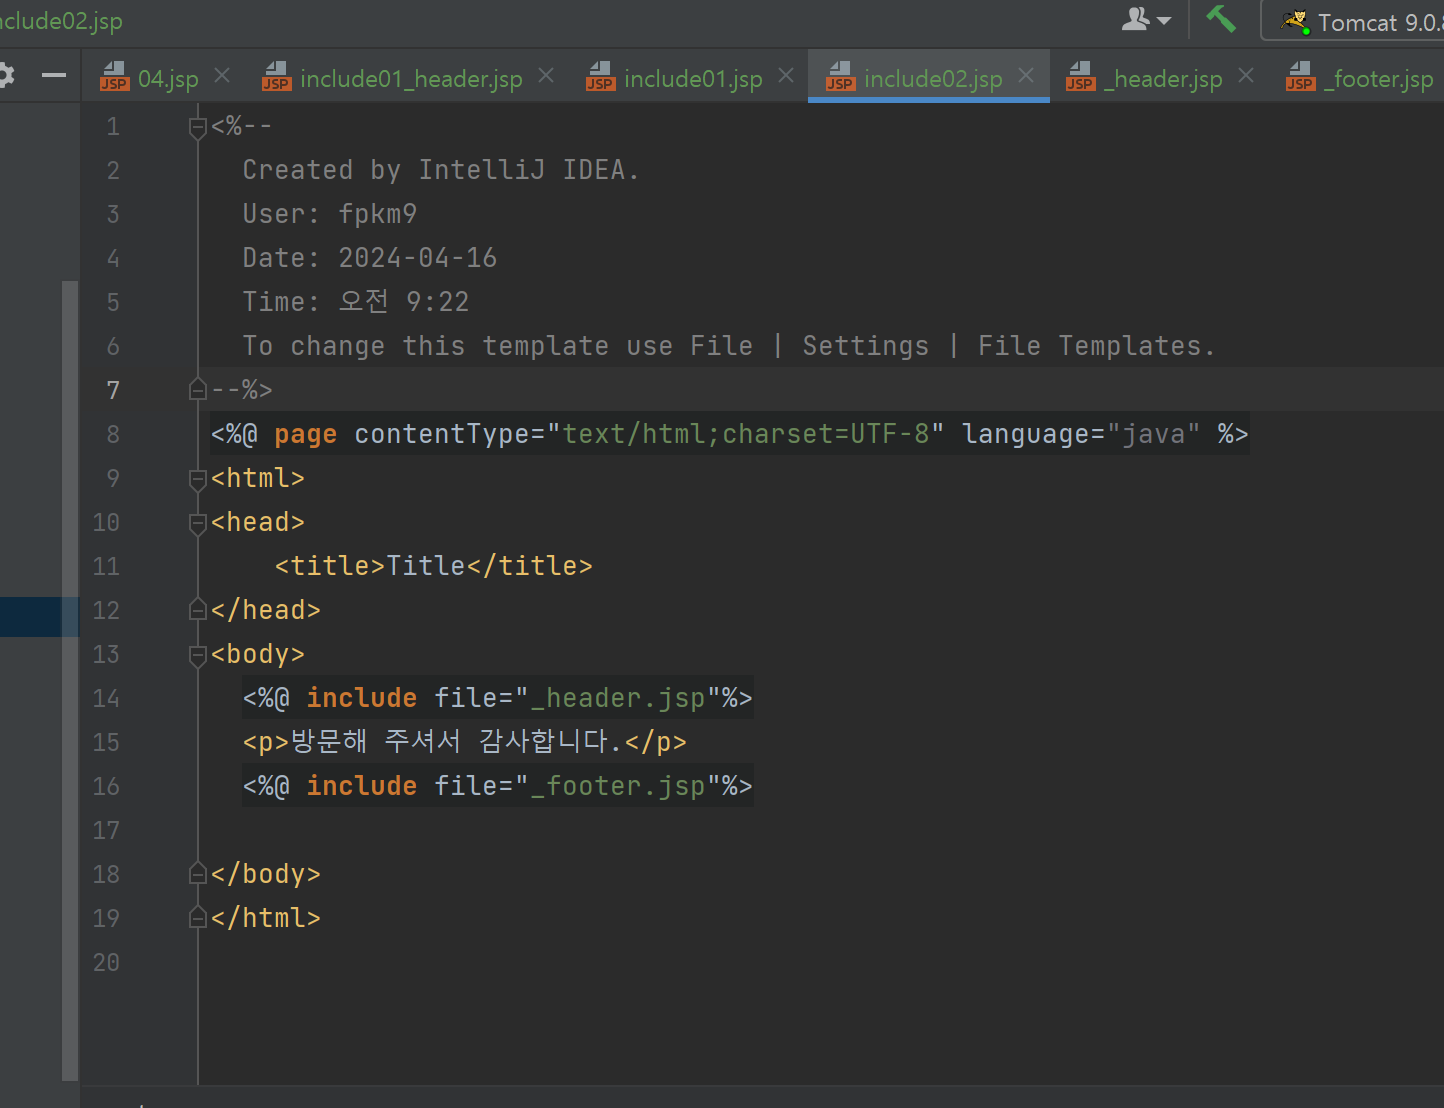 nclude02.jsp
Tomcat 9.0.
04.jsp include01_header.jsp include01.jsp include02.jsp _header.jsp _footer.jsp
1 <%--
2 Created by IntelliJ IDEA.
3 User: fpkm9
4 Date: 2024-04-16
5 Time: 오전 9:22
6 To change this template use File | Settings | File Templates.
7 --%>
8 <%@ page contentType="text/html;charset=UTF-8" language="java" %>
9 <html>
10 <head>
11 <title>Title</title>
12 </head>
13 <body>
14 <%@ include file="_header.jsp"%>
15 <p>방문해 주셔서 감사합니다.</p>
16 <%@ include file="_footer.jsp"%>
17
18 </body>
19 </html>
20